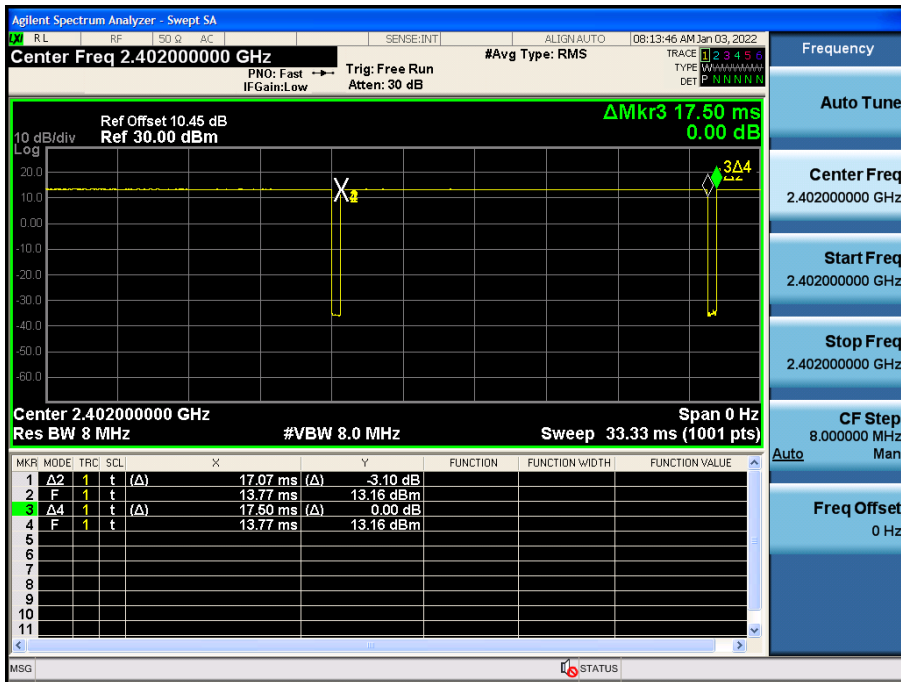 Agilent Spectrum Analyzer - Swept SA
LXI RL RF 50 Ω AC SENSE:INT ALIGN AUTO 08:13:46 AM Jan 03, 2022
Center Freq 2.402000000 GHz
#Avg Type: RMS
TRACE 1 2 3 4 5 6
PNO: Fast
Trig: Free Run
TYPE WWWWWW
IFGain:Low
Atten: 30 dB
DET P N N N N N
ΔMkr3 17.50 ms
0.00 dB
Ref Offset 10.45 dB
10 dB/div Ref 30.00 dBm
Log
20.0
10.0
0.00
-10.0
-20.0
-30.0
-40.0
-50.0
-60.0
3Δ4
Center 2.402000000 GHz Span 0 Hz
Res BW 8 MHz #VBW 8.0 MHz Sweep 33.33 ms (1001 pts)
MKR MODE TRC SCL X Y FUNCTION FUNCTION WIDTH FUNCTION VALUE
1 Δ2 1 t (Δ) 17.07 ms (Δ) -3.10 dB
2 F 1 t 13.77 ms 13.16 dBm
3 Δ4 1 t (Δ) 17.50 ms (Δ) 0.00 dB
4 F 1 t 13.77 ms 13.16 dBm
5
6
7
8
9
10
11
MSG STATUS
Frequency
Auto Tune
Center Freq
2.402000000 GHz
Start Freq
2.402000000 GHz
Stop Freq
2.402000000 GHz
CF Step
8.000000 MHz
Auto Man
Freq Offset
0 Hz